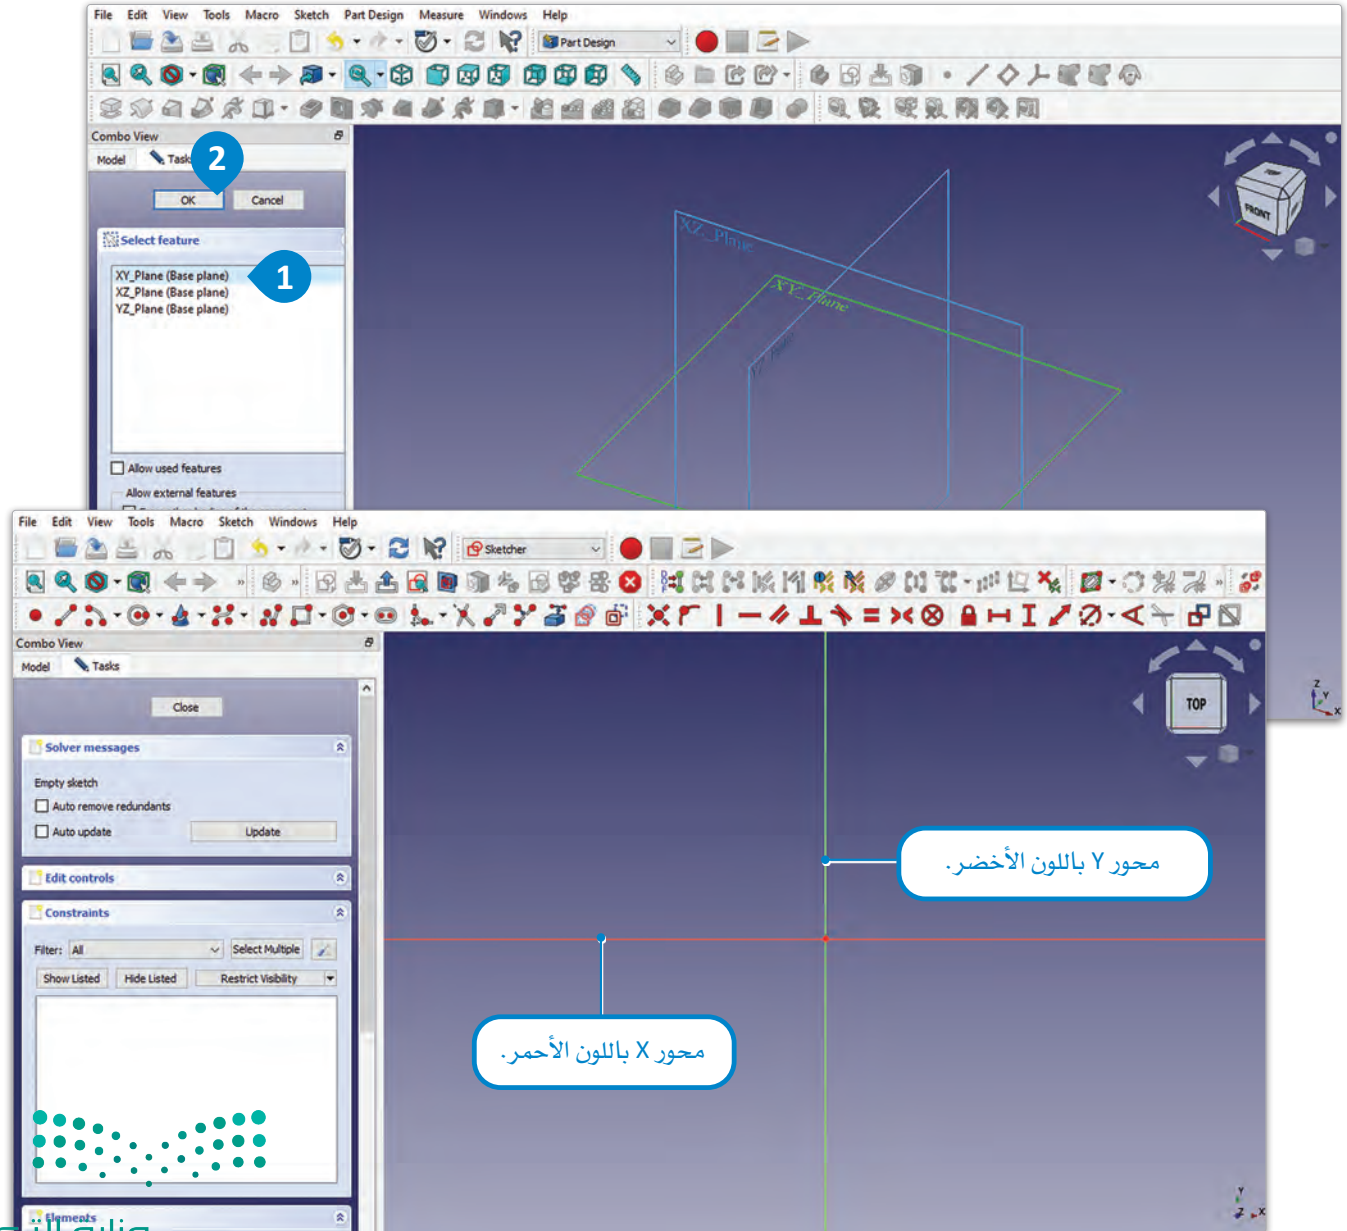 File Edit View Tools Macro Sketch Part Design Measure Windows Help
Part Design
Combo View
Model Tasks
2
OK Cancel
Select feature
XY_Plane (Base plane)
1
XZ_Plane (Base plane)
YZ_Plane (Base plane)
Allow used features
Allow external features
XZ_Plane
XY_Plane
TOP
FRONT
Z
Y
X
File Edit View Tools Macro Sketch Windows Help
Sketcher
Combo View
Model Tasks
Close
Solver messages
Empty sketch
Auto remove redundants
Auto update Update
Edit controls
Constraints
Filter: All Select Multiple
Show Listed Hide Listed Restrict Visibility
Elements
TOP
محور Y باللون الأخضر.
محور X باللون الأحمر.
Y
Z X